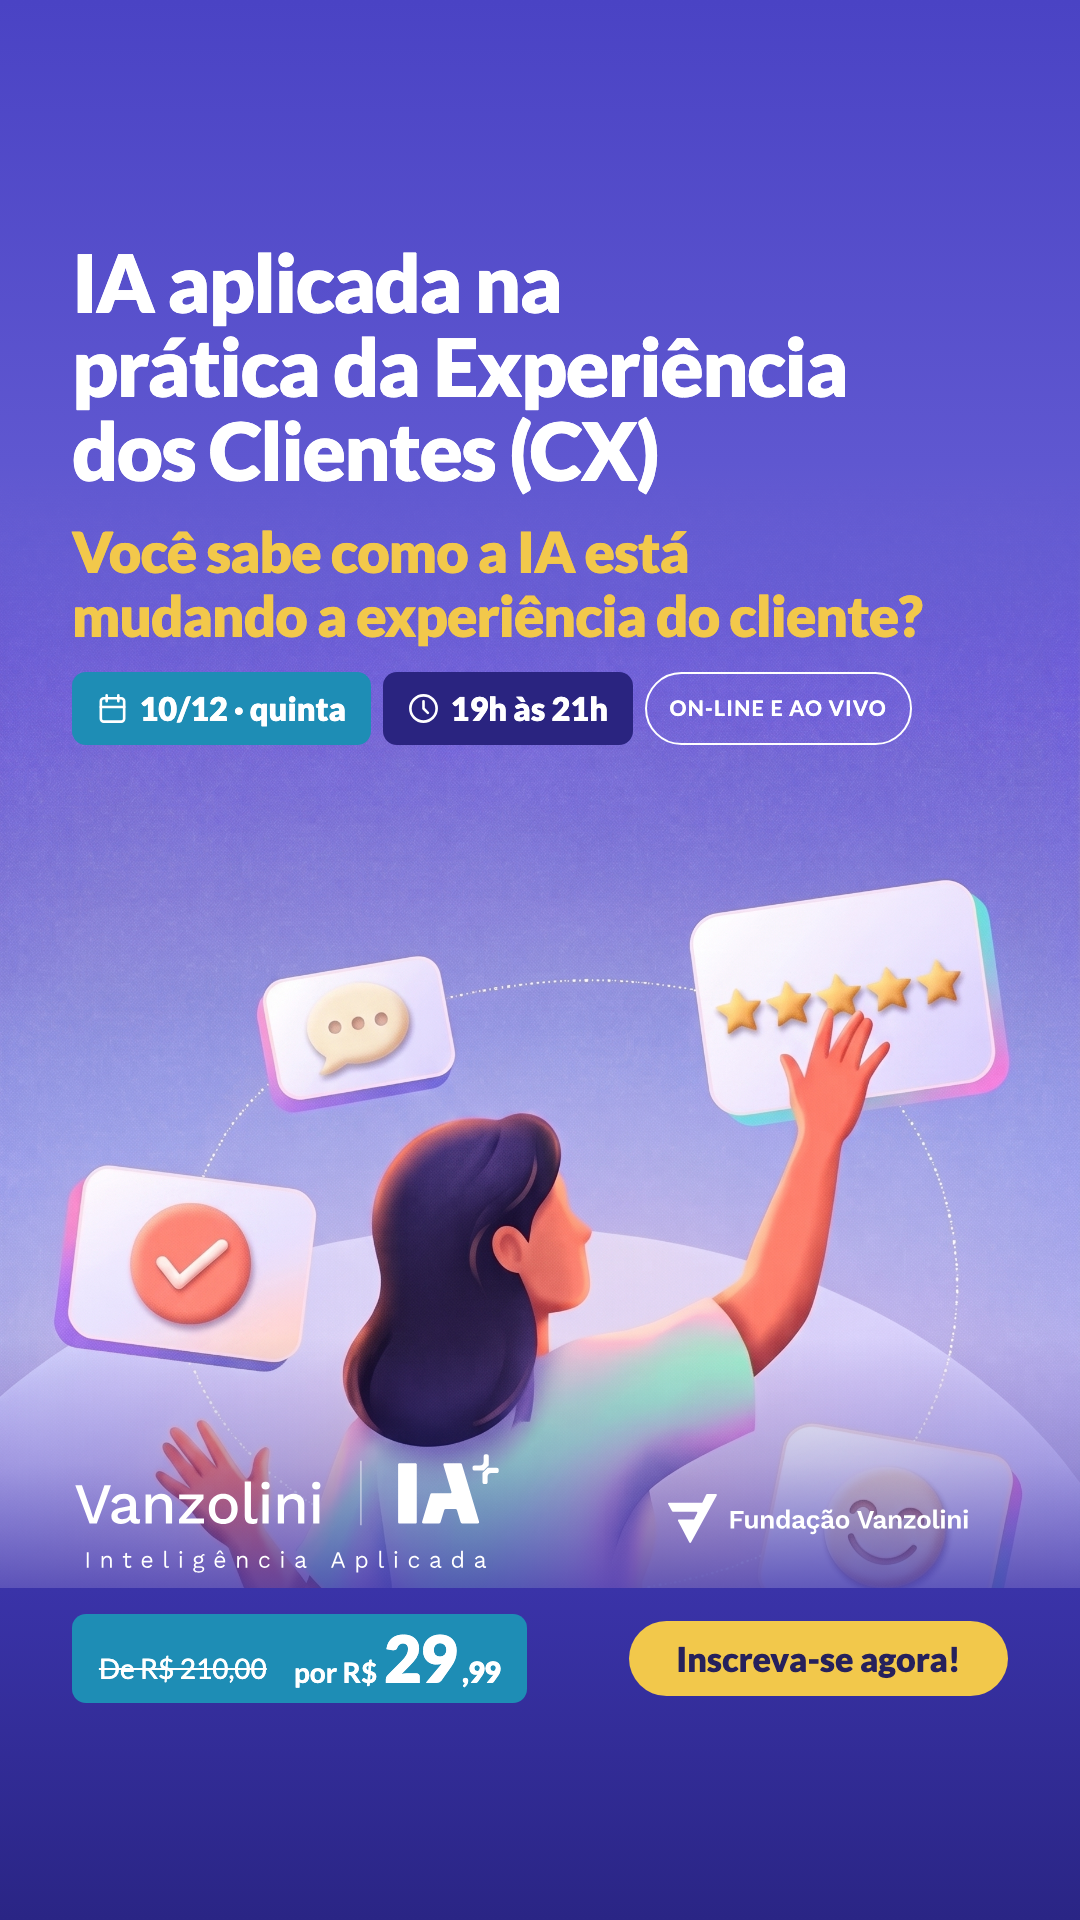 IA aplicada na
prática da Experiência
dos Clientes (CX)
Você sabe como a IA está
mudando a experiência do cliente?
10/12 · quinta
19h às 21h
ON-LINE E AO VIVO
Vanzolini | IA+
Inteligência Aplicada
Fundação Vanzolini
De R$ 210,00 por R$ 29,99
Inscreva-se agora!